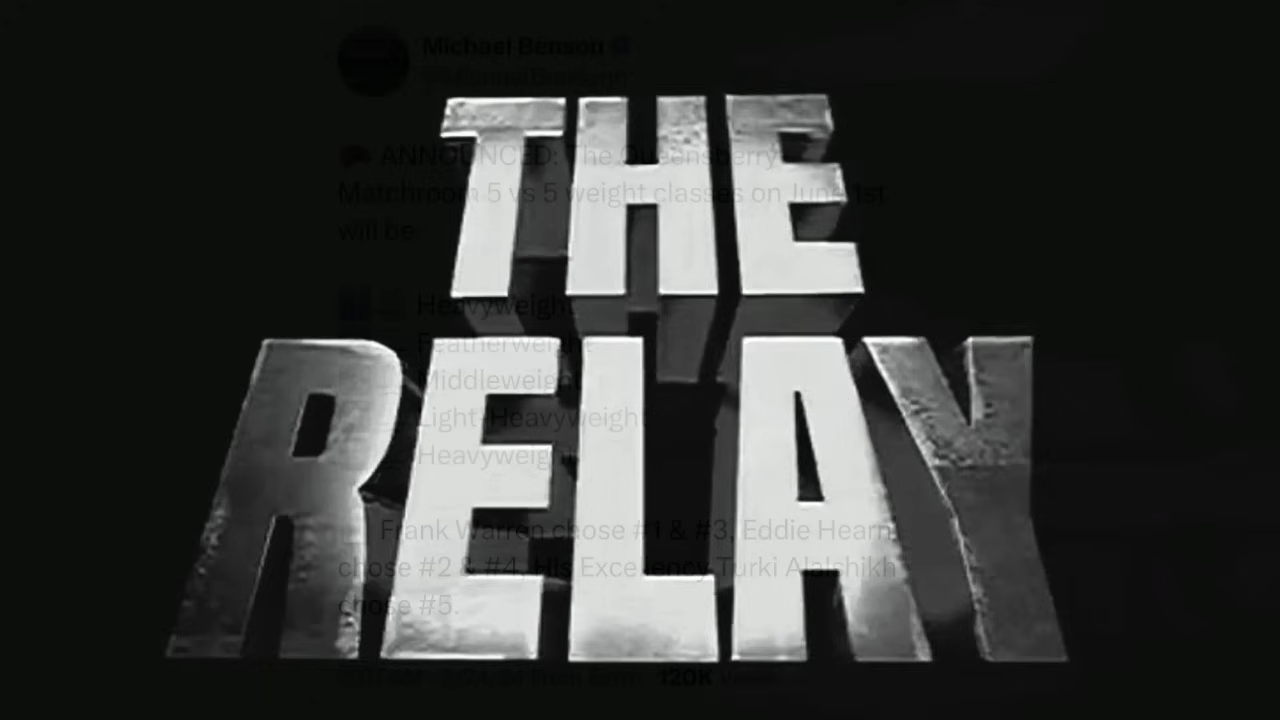 Michael Benson
THE
ANNOUNCED: The Queensberry
Matchroom 5 vs 5 weight classes on June 1st
will be:
Heavyweight
Featherweight
RELAY
Middleweight
Light-Heavyweight
Heavyweight
Frank Warren chose #1 & #3, Eddie Hearn
chose #2 & #4, His Excellency Turki Alalshikh
chose #5.
120K